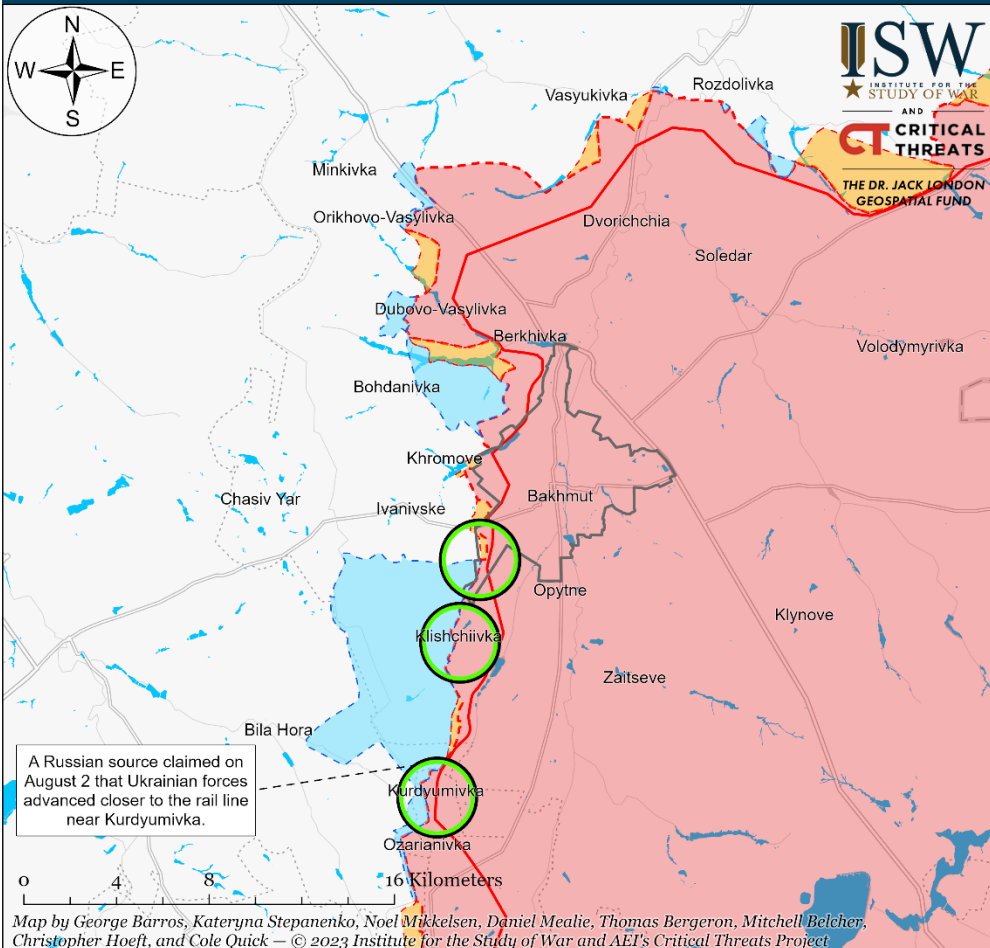 N
W
E
S
ISW
INSTITUTE FOR THE
STUDY OF WAR
AND
CT CRITICAL
THREATS
THE DR. JACK LONDON
GEOSPATIAL FUND
Vasyukivka
Rozdolivka
Minkivka
Orikhovo-Vasylivka
Dvorichchia
Soledar
Dubovo-Vasylivka
Berkhivka
Volodymyrivka
Bohdanivka
Khromove
Chasiv Yar
Ivanivske
Bakhmut
Opytne
Klynove
Klishchiivka
Zaitseve
Bila Hora
A Russian source claimed on
August 2 that Ukrainian forces
advanced closer to the rail line
near Kurdyumivka.
Kurdyumivka
Ozarianivka
0
4
8
16 Kilometers
Map by George Barros, Kateryna Stepanenko, Noel Mikkelsen, Daniel Mealie, Thomas Bergeron, Mitchell Belcher,
Christopher Hoeft, and Cole Quick — © 2023 Institute for the Study of War and AEI's Critical Threats Project